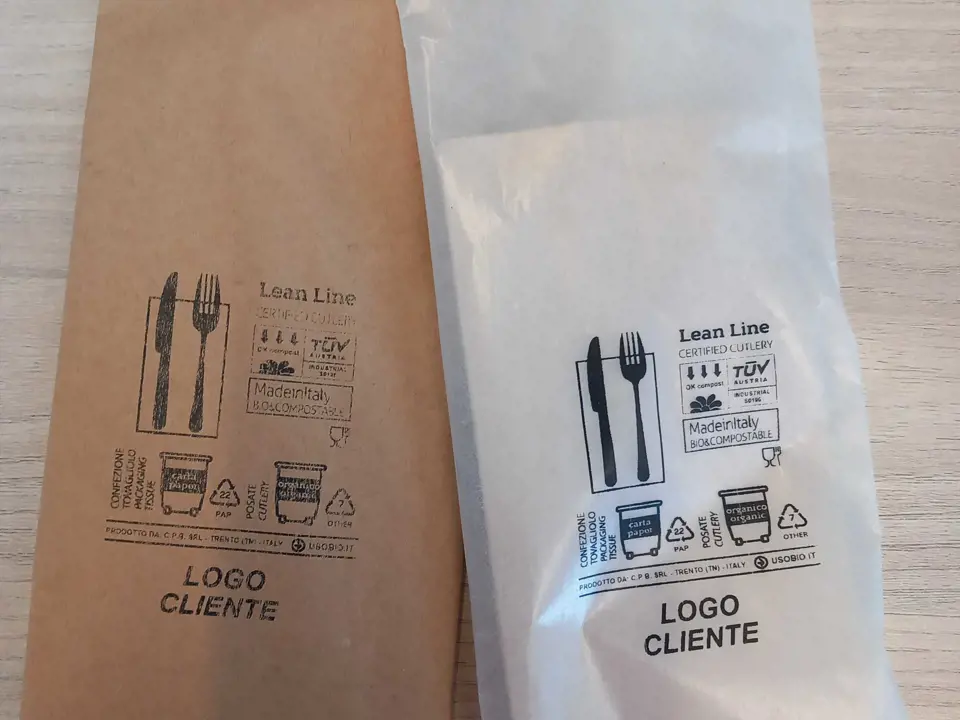 Lean Line
CERTIFIED CUTLERY
OK compost
TÜV
AUSTRIA
INDUSTRIAL
MadeinItaly
BIO&COMPOSTABLE
CONFEZIONE
TOVAGLIOLO
PACKAGING
TISSUE
carta
paper
22
PAP
POSATE
CUTLERY
organico
organic
7
OTHER
PRODOTTO DA: C.P.B. SRL - TRENTO (TN) - ITALY USOBIO.IT
LOGO
CLIENTE
Lean Line
CERTIFIED CUTLERY
OK compost
TÜV
AUSTRIA
INDUSTRIAL
MadeinItaly
BIO&COMPOSTABLE
CONFEZIONE
TOVAGLIOLO
PACKAGING
TISSUE
carta
paper
22
PAP
POSATE
CUTLERY
organico
organic
7
OTHER
PRODOTTO DA: C.P.B. SRL - TRENTO (TN) - ITALY USOBIO.IT
LOGO
CLIENTE